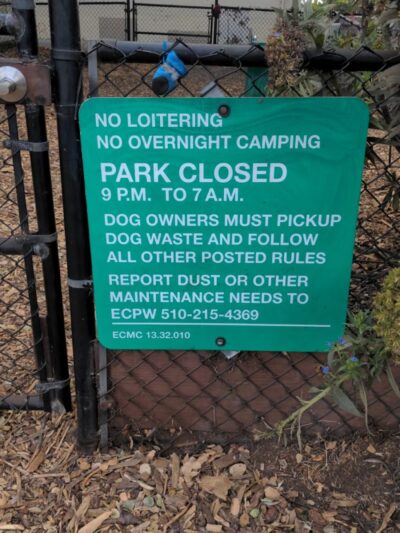 NO LOITERING
NO OVERNIGHT CAMPING
PARK CLOSED
9 P.M. TO 7 A.M.
DOG OWNERS MUST PICKUP
DOG WASTE AND FOLLOW
ALL OTHER POSTED RULES
REPORT DUST OR OTHER
MAINTENANCE NEEDS TO
ECPW 510-215-4369
ECMC 13.32.010